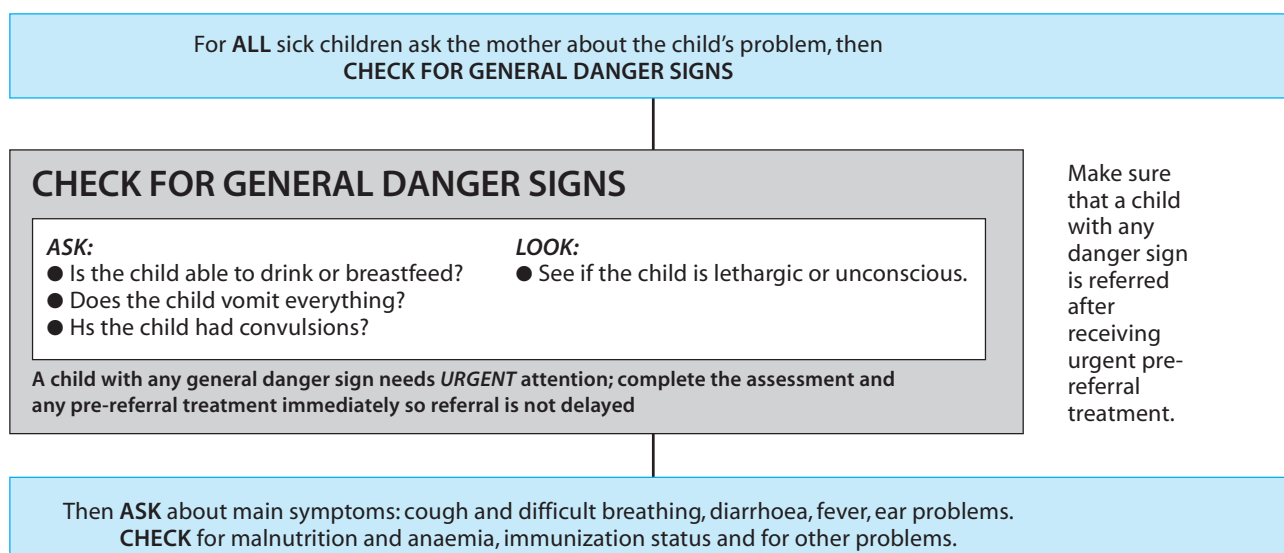 For ALL sick children ask the mother about the child’s problem, then
CHECK FOR GENERAL DANGER SIGNS
CHECK FOR GENERAL DANGER SIGNS
ASK:
● Is the child able to drink or breastfeed?
● Does the child vomit everything?
● Hs the child had convulsions?
LOOK:
● See if the child is lethargic or unconscious.
A child with any general danger sign needs URGENT attention; complete the assessment and
any pre-referral treatment immediately so referral is not delayed
Make sure
that a child
with any
danger sign
is referred
after
receiving
urgent pre-
referral
treatment.
Then ASK about main symptoms: cough and difficult breathing, diarrhoea, fever, ear problems.
CHECK for malnutrition and anaemia, immunization status and for other problems.